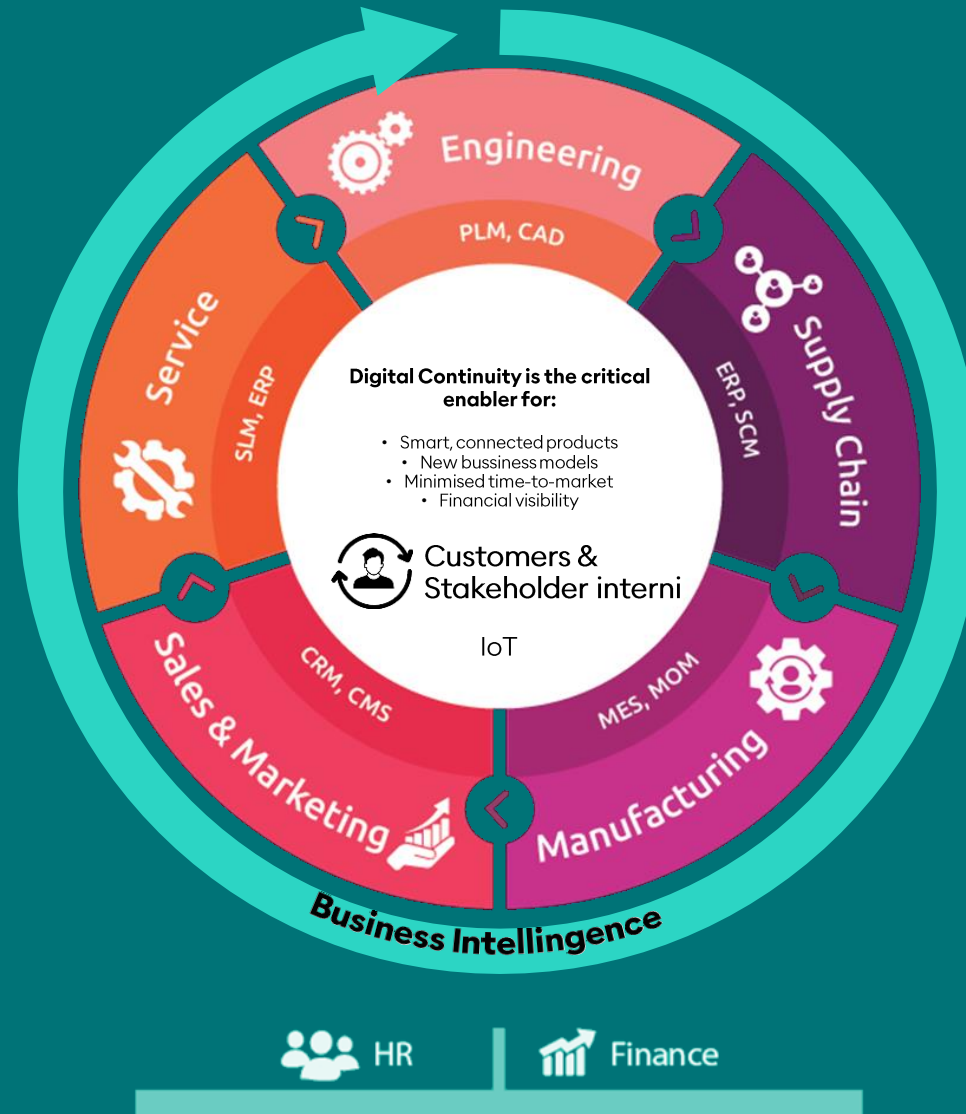 Engineering
PLM, CAD
Supply Chain
ERP, SCM
Manufacturing
MES, MOM
Sales & Marketing
CRM, CMS
Service
SLM, ERP
Digital Continuity is the critical
enabler for:
• Smart, connected products
• New bussiness models
• Minimised time-to-market
• Financial visibility
Customers &
Stakeholder interni
IoT
Business Intellingence
HR
Finance